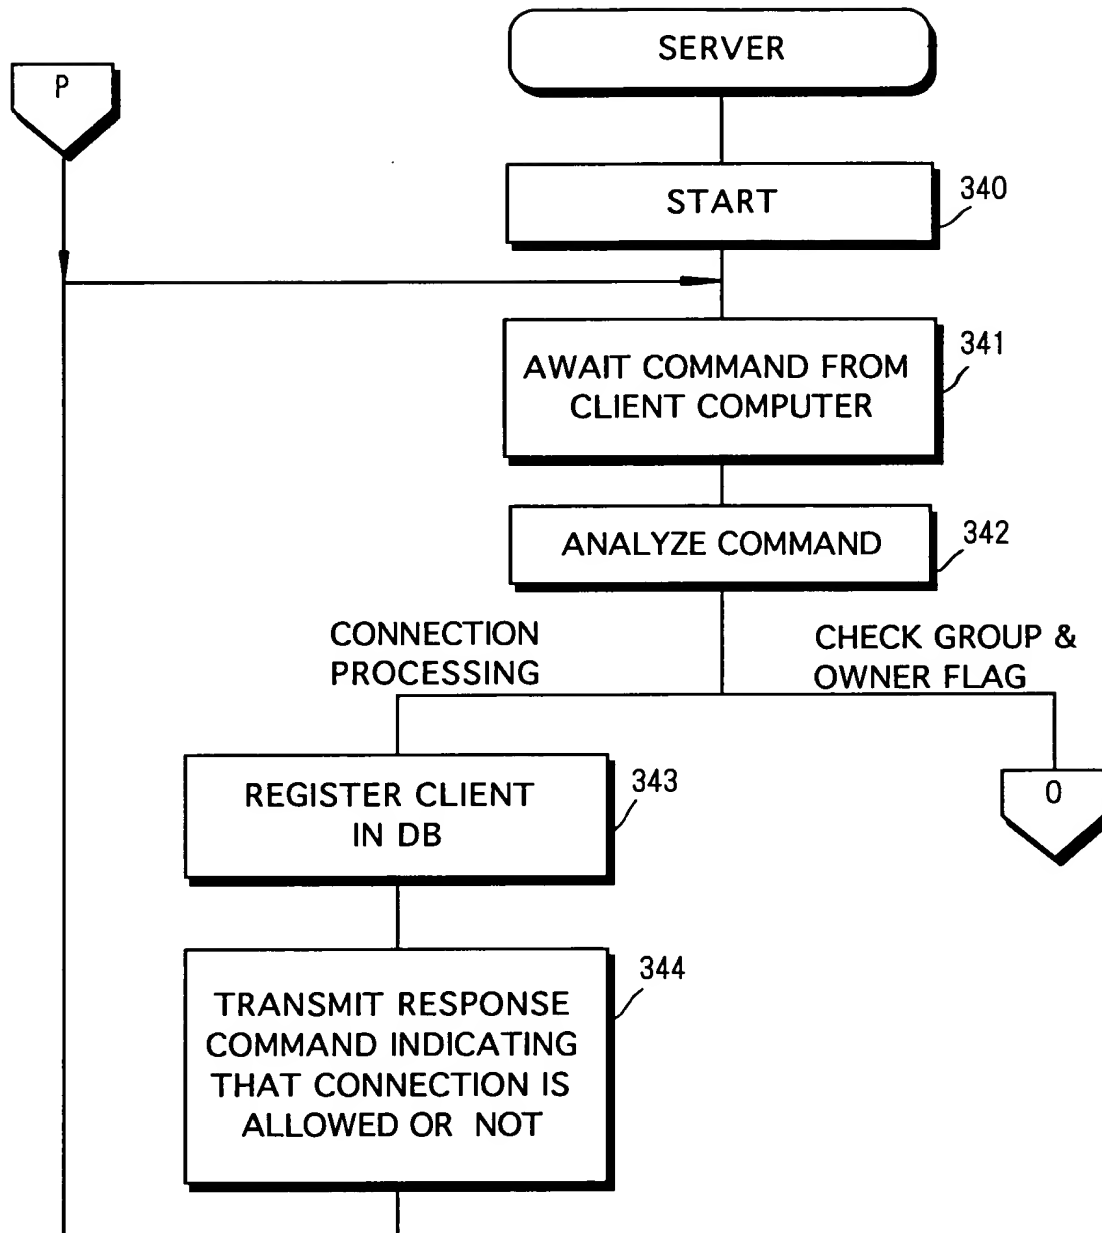 SERVER
P
START
340
AWAIT COMMAND FROM
CLIENT COMPUTER
341
ANALYZE COMMAND
342
CONNECTION
PROCESSING
CHECK GROUP &
OWNER FLAG
REGISTER CLIENT
IN DB
343
O
TRANSMIT RESPONSE
COMMAND INDICATING
THAT CONNECTION IS
ALLOWED OR NOT
344